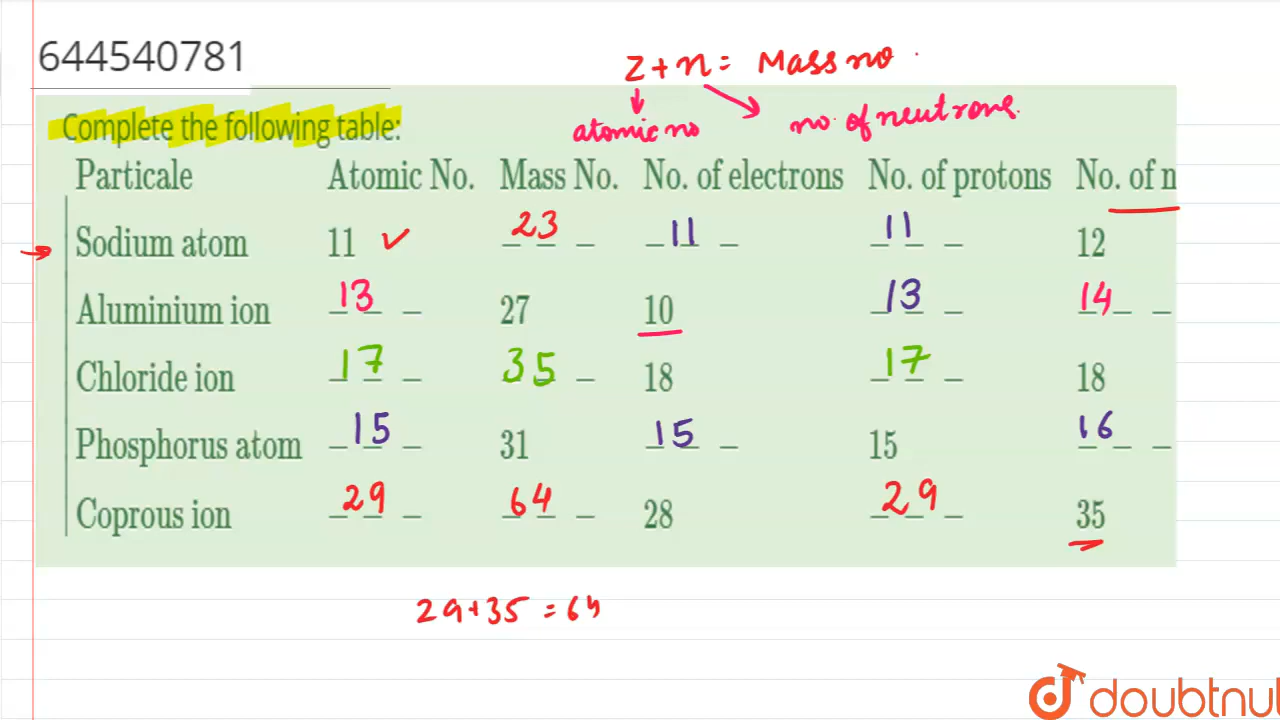 644540781
Z + n = Mass no
atomic no
no. of neutrons
Complete the following table:
Particale Atomic No. Mass No. No. of electrons No. of protons No. of n
Sodium atom 11 ✓ 23 11 11 12
Aluminium ion 13 27 10 13 14
Chloride ion 17 35 18 17 18
Phosphorus atom 15 31 15 15 16
Coprous ion 29 64 28 29 35
29+35 = 64
doubtnut